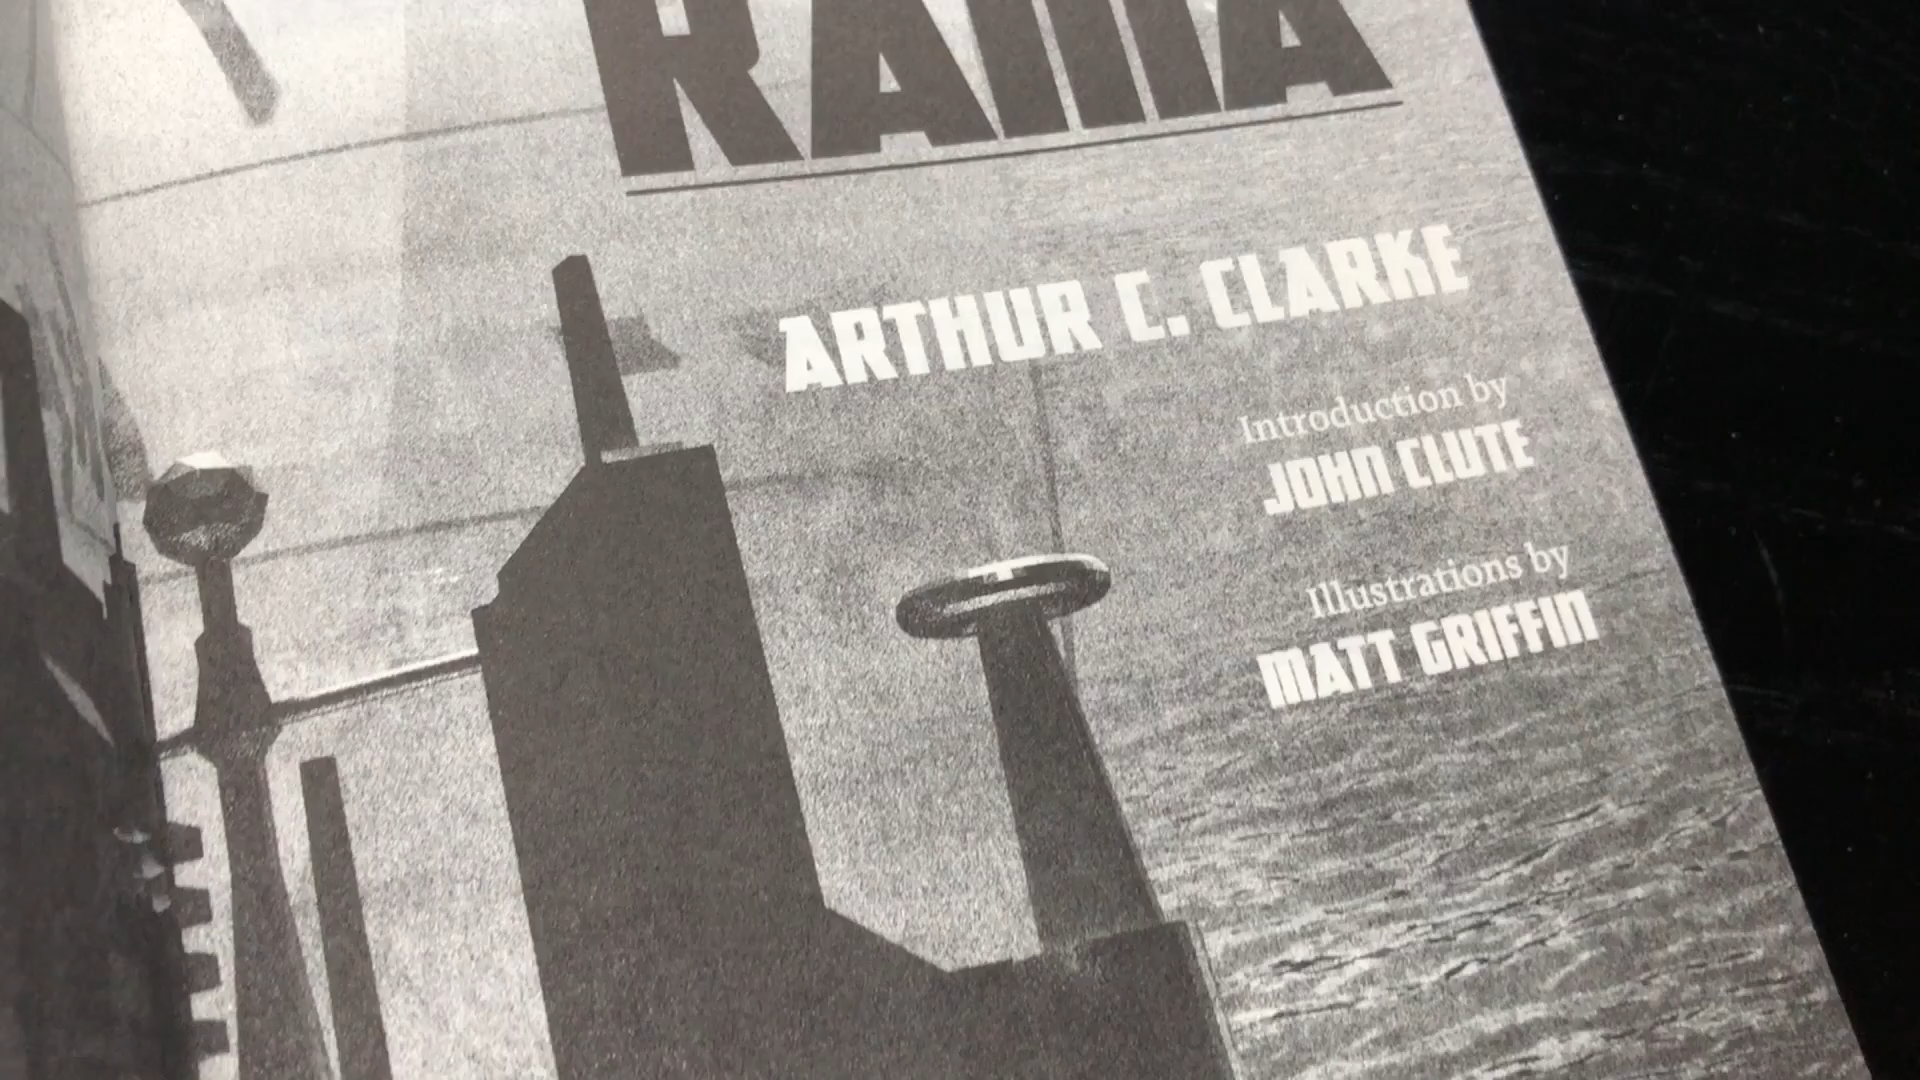 RAMA
ARTHUR C. CLARKE
Introduction by
JOHN CLUTE
Illustrations by
MATT GRIFFIN